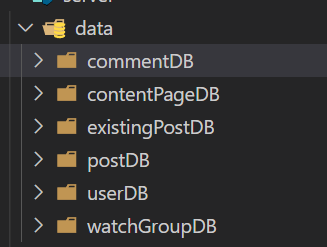 data
commentDB
contentPageDB
existingPostDB
postDB
userDB
watchGroupDB